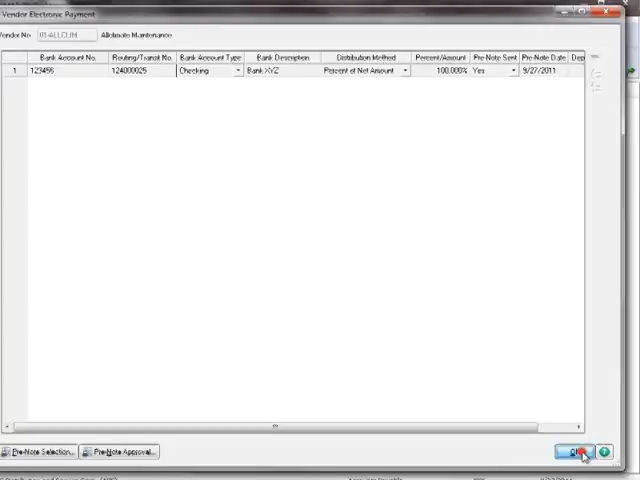 Vendor Electronic Payment
Vendor No. 01-ALLCLIM Allclimate Maintenance
Bank Account No. Routing/Transit No. Bank Account Type Bank Description Distribution Method Percent/Amount Pre-Note Sent Pre-Note Date Dep
1 123456 124000025 Checking Bank XYZ Percent of Net Amount 100.000% Yes 9/27/2011
Pre-Note Selection... Pre-Note Approval...